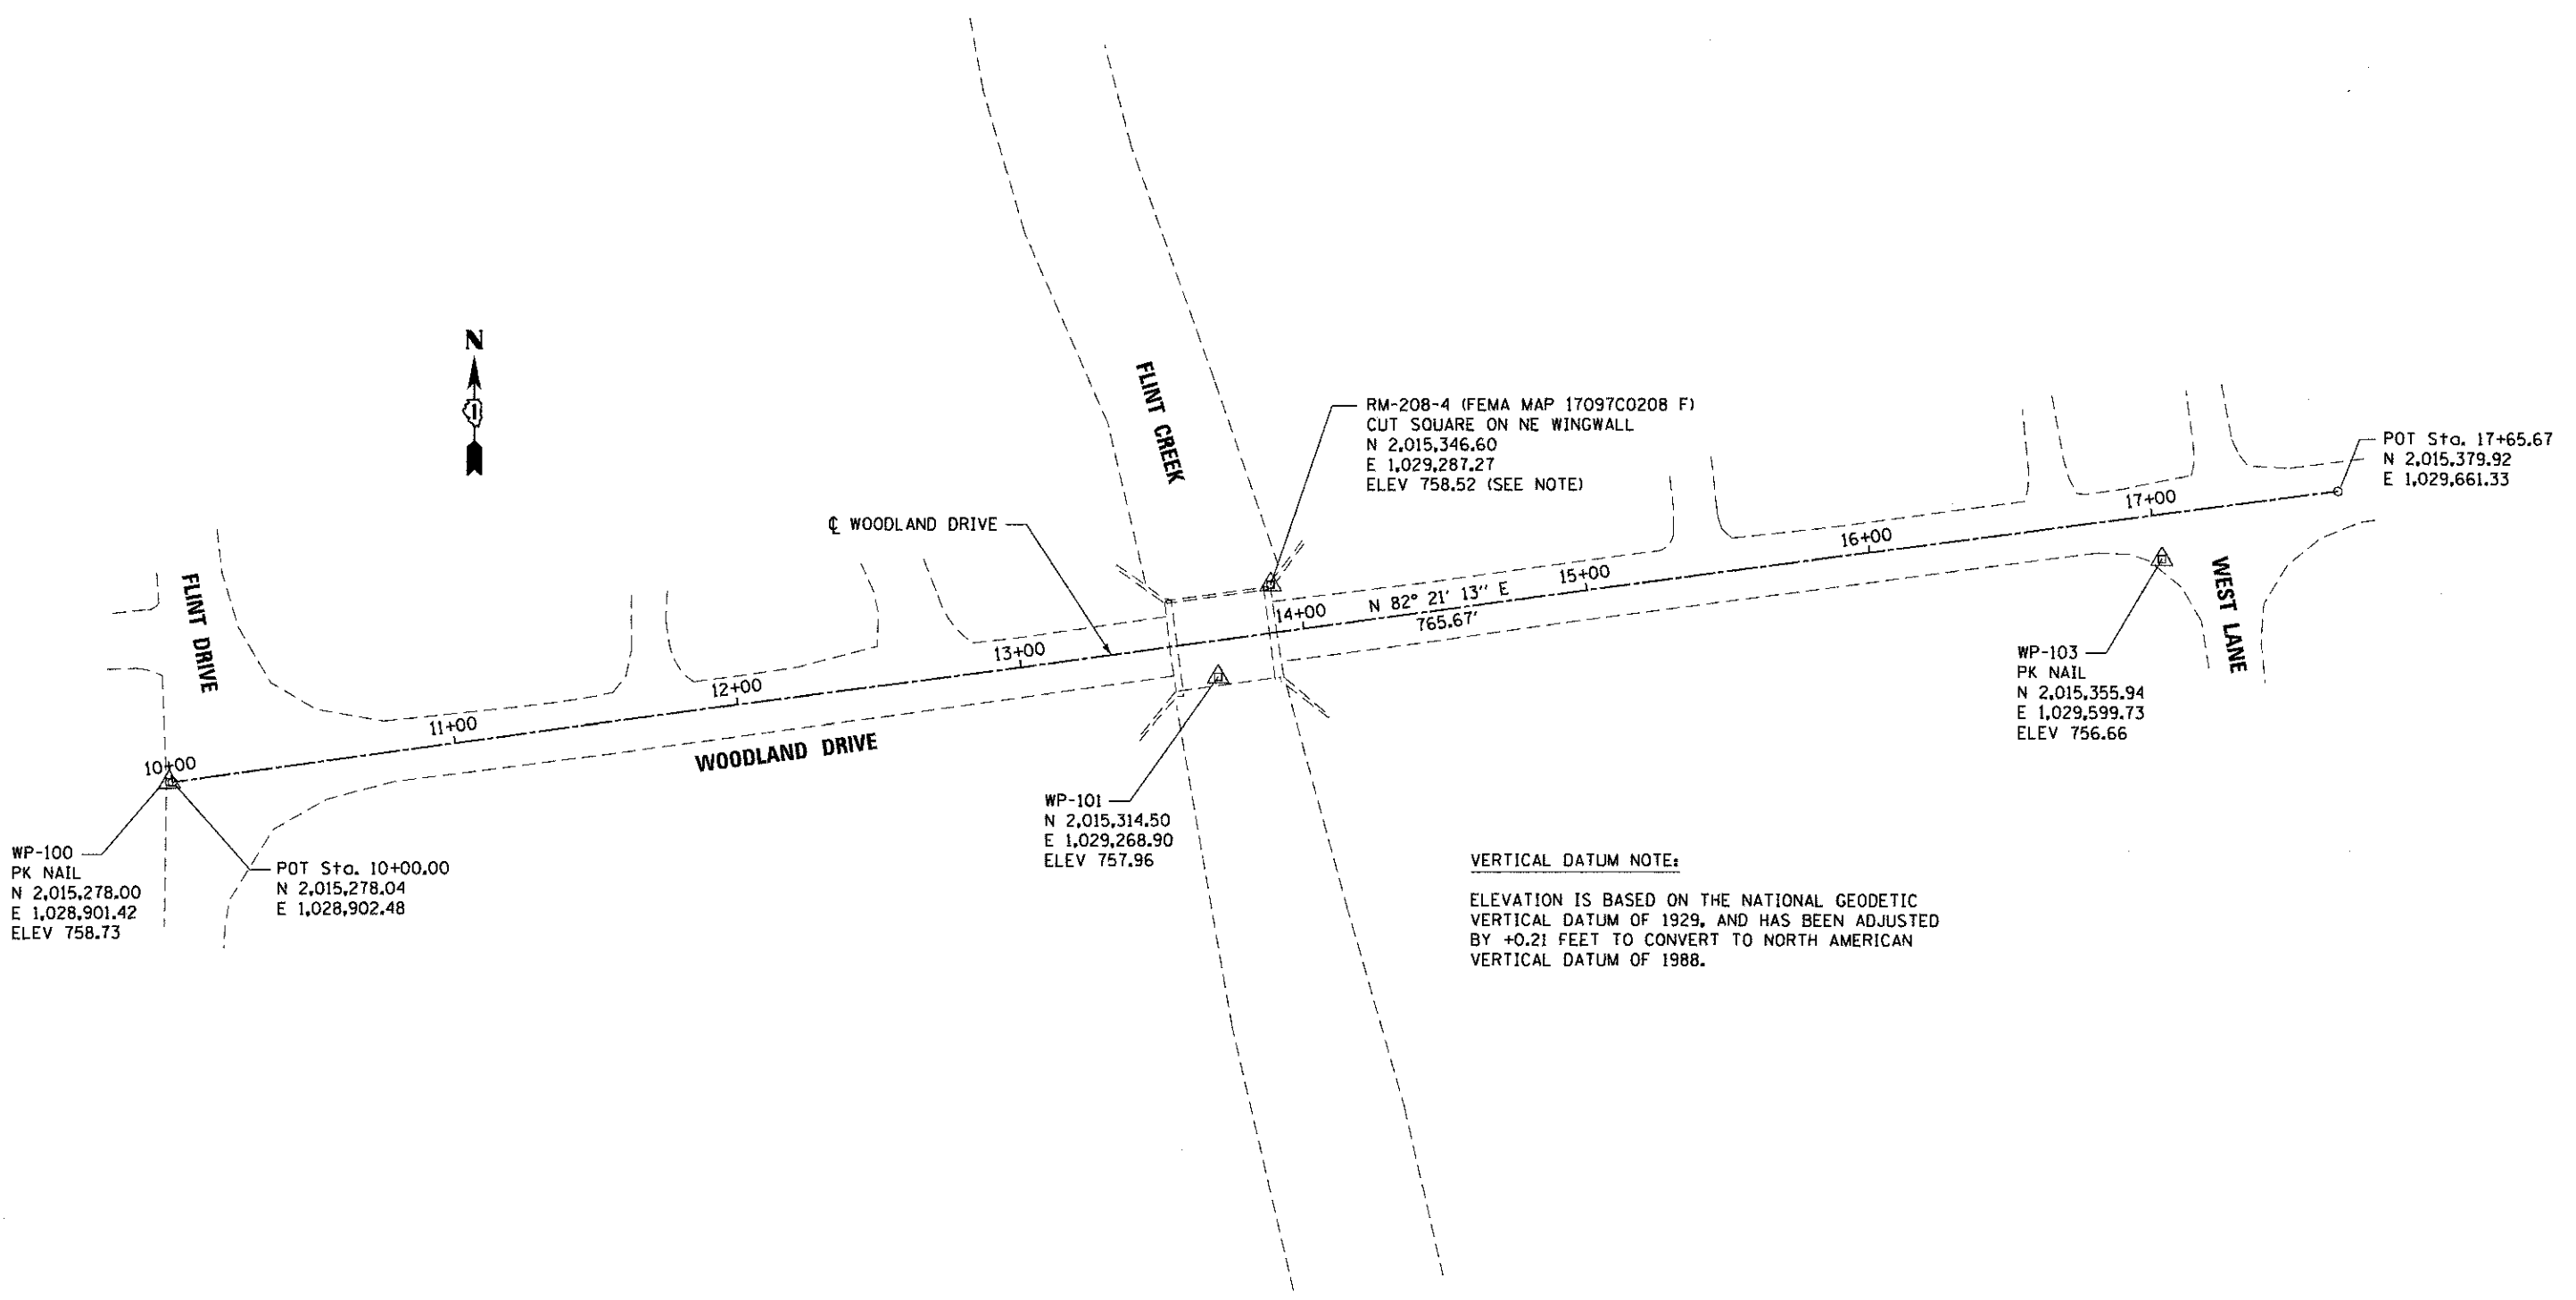 N
1
FLINT CREEK
RM-208-4 (FEMA MAP 17097C0208 F)
CUT SQUARE ON NE WINGWALL
N 2,015,346.60
E 1,029,287.27
ELEV 758.52 (SEE NOTE)
POT Sta. 17+65.67
N 2,015,379.92
E 1,029,661.33
℄ WOODLAND DRIVE
FLINT DRIVE
10+00
11+00
12+00
13+00
14+00
N 82° 21' 13" E
765.67'
15+00
16+00
17+00
WEST LANE
WOODLAND DRIVE
WP-103
PK NAIL
N 2,015,355.94
E 1,029,599.73
ELEV 756.66
WP-101
N 2,015,314.50
E 1,029,268.90
ELEV 757.96
WP-100
PK NAIL
N 2,015,278.00
E 1,028,901.42
ELEV 758.73
POT Sta. 10+00.00
N 2,015,278.04
E 1,028,902.48
VERTICAL DATUM NOTE:
ELEVATION IS BASED ON THE NATIONAL GEODETIC
VERTICAL DATUM OF 1929, AND HAS BEEN ADJUSTED
BY +0.21 FEET TO CONVERT TO NORTH AMERICAN
VERTICAL DATUM OF 1988.